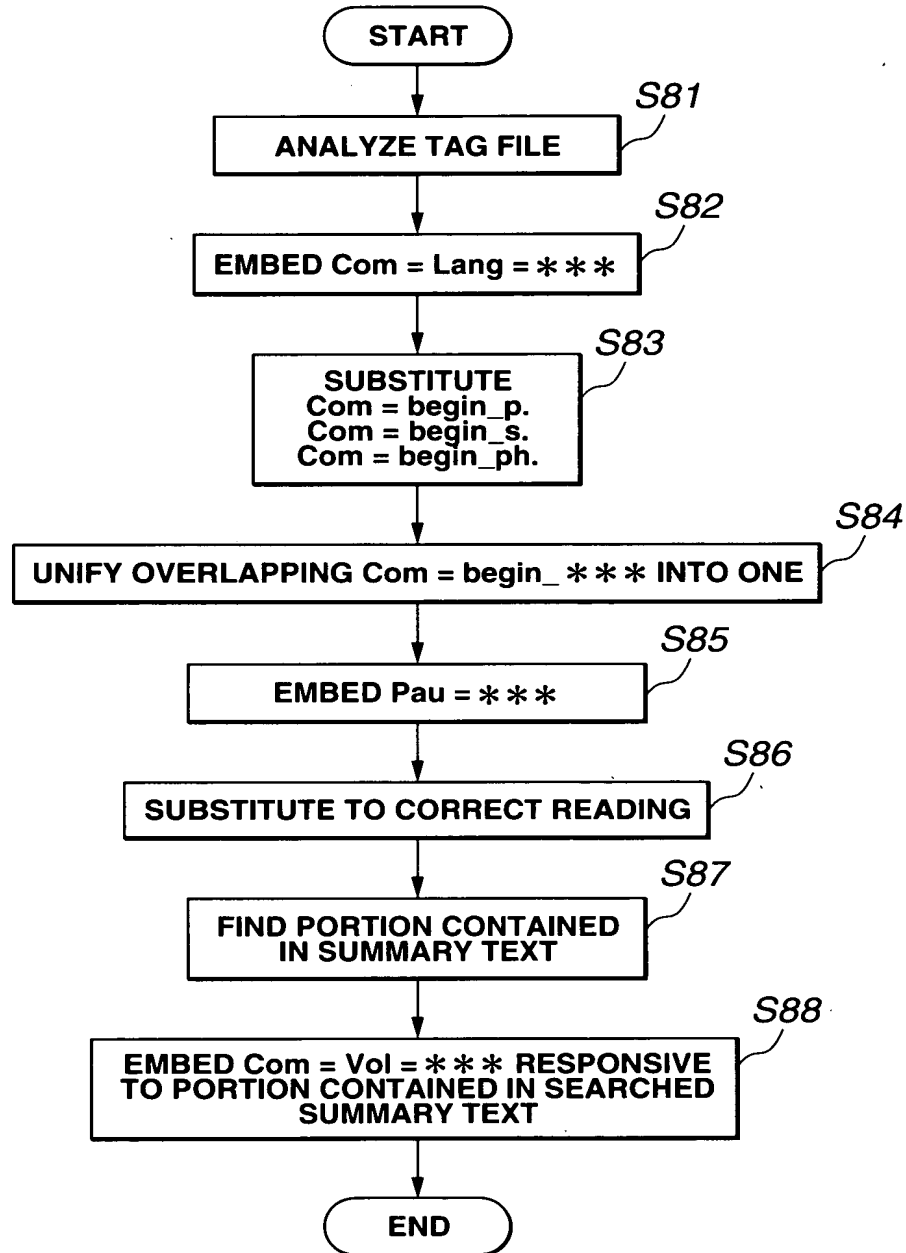 START
S81
ANALYZE TAG FILE
S82
EMBED Com = Lang = ***
S83
SUBSTITUTE
Com = begin_p.
Com = begin_s.
Com = begin_ph.
S84
UNIFY OVERLAPPING Com = begin_ *** INTO ONE
S85
EMBED Pau = ***
S86
SUBSTITUTE TO CORRECT READING
S87
FIND PORTION CONTAINED
IN SUMMARY TEXT
S88
EMBED Com = Vol = *** RESPONSIVE
TO PORTION CONTAINED IN SEARCHED
SUMMARY TEXT
END